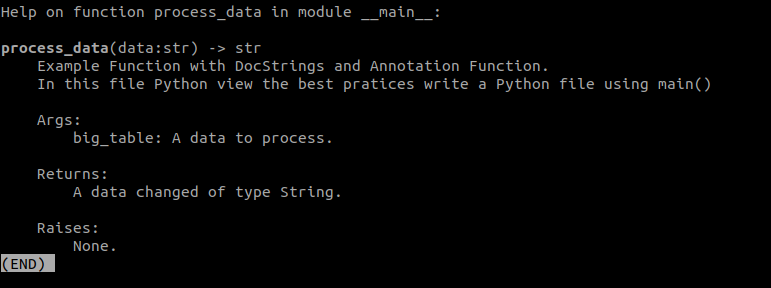 Help on function process_data in module __main__:
process_data(data:str) -> str
Example Function with DocStrings and Annotation Function.
In this file Python view the best pratices write a Python file using main()
Args:
big_table: A data to process.
Returns:
A data changed of type String.
Raises:
None.
(END)